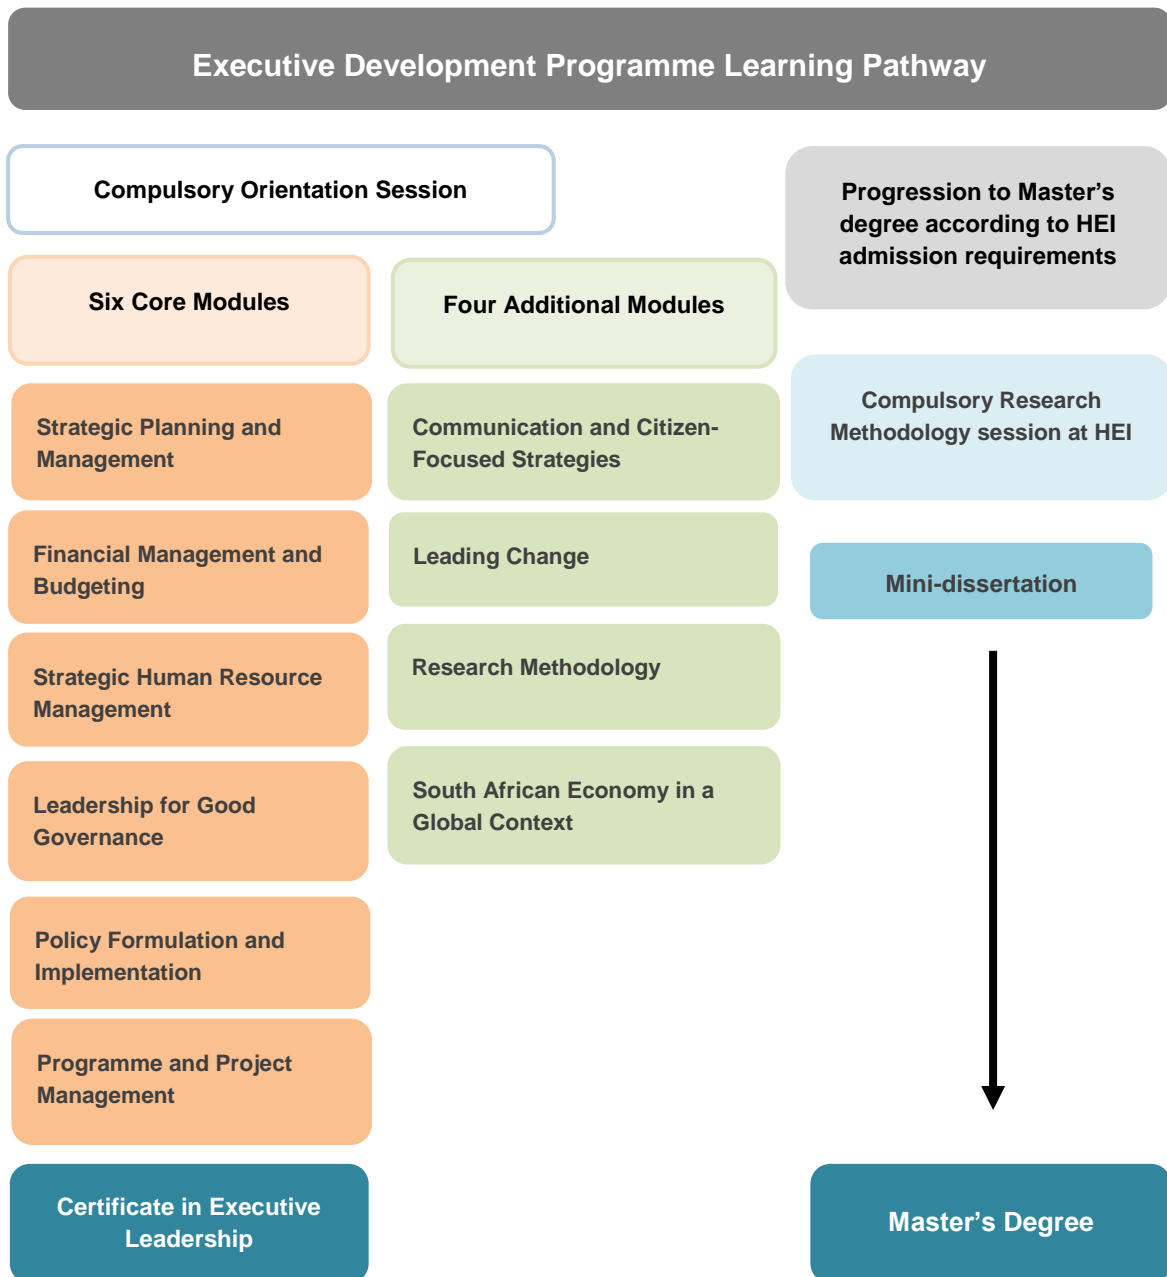 Executive Development Programme Learning Pathway
Compulsory Orientation Session
Six Core Modules
Strategic Planning and
Management
Financial Management and
Budgeting
Strategic Human Resource
Management
Leadership for Good
Governance
Policy Formulation and
Implementation
Programme and Project
Management
Certificate in Executive
Leadership
Four Additional Modules
Communication and Citizen-
Focused Strategies
Leading Change
Research Methodology
South African Economy in a
Global Context
Progression to Master’s
degree according to HEI
admission requirements
Compulsory Research
Methodology session at HEI
Mini-dissertation
Master’s Degree